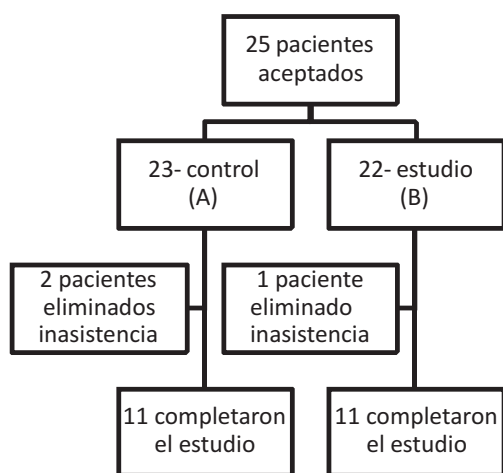 25 pacientes
aceptados
23- control
(A)
22- estudio
(B)
2 pacientes
eliminados
inasistencia
1 paciente
eliminado
inasistencia
11 completaron
el estudio
11 completaron
el estudio